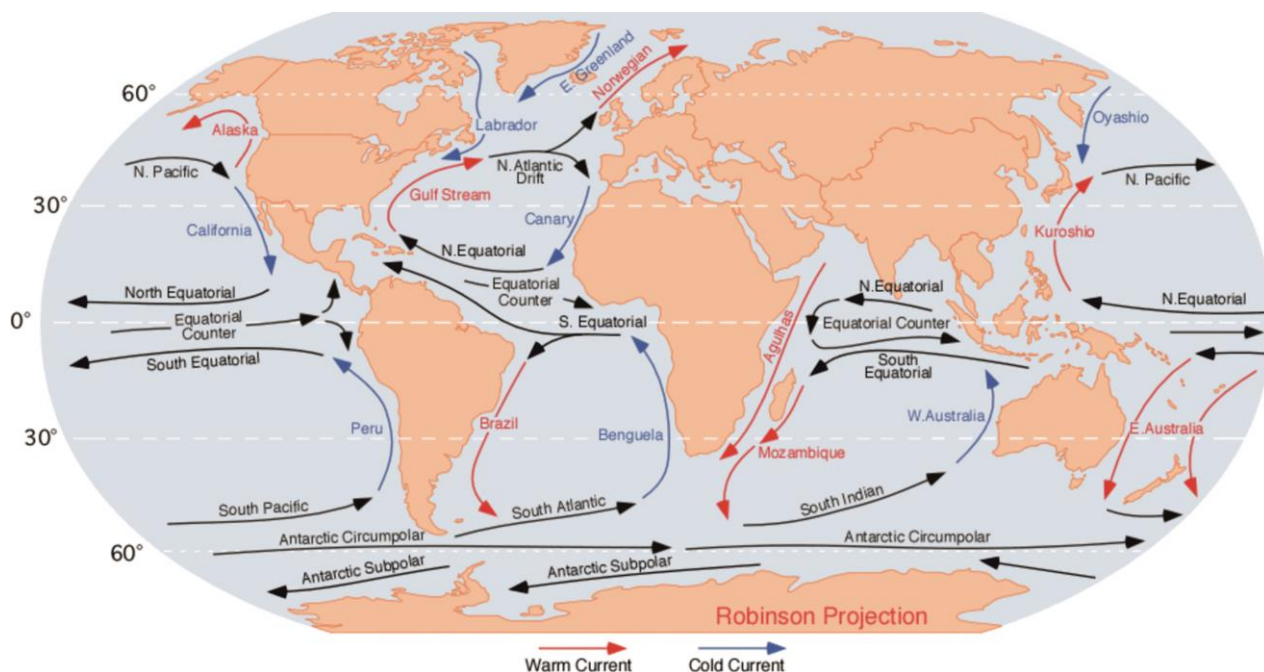 60°
E. Greenland
Norwegian
Alaska
Labrador
Oyashio
N. Pacific
N.Atlantic
Drift
N. Pacific
30°
Gulf Stream
California
Canary
Kuroshio
N.Equatorial
North Equatorial
Equatorial
Counter
N.Equatorial
N.Equatorial
0°
Equatorial
Counter
S. Equatorial
Equatorial Counter
Agulhas
South Equatorial
South
Equatorial
30°
Peru
Brazil
Benguela
W.Australia
E.Australia
Mozambique
South Pacific
South Atlantic
South Indian
60°
Antarctic Circumpolar
Antarctic Circumpolar
Antarctic Subpolar
Antarctic Subpolar
Robinson Projection
Warm Current
Cold Current